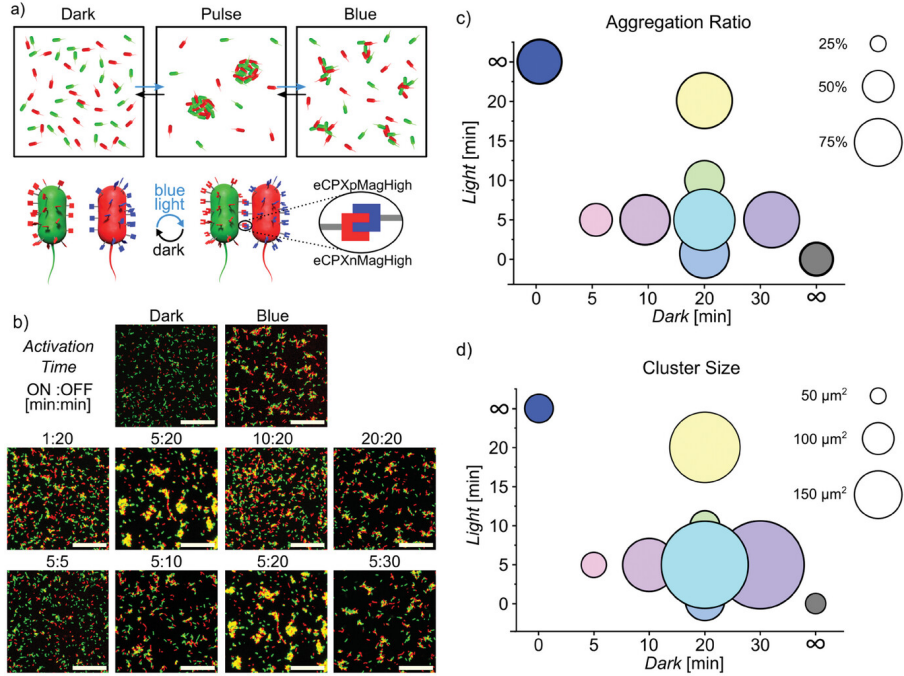 a)
Dark
Pulse
Blue
blue
light
dark
eCPXpMagHigh
eCPXnMagHigh
b)
Activation
Time
ON :OFF
[min:min]
Dark
Blue
1:20
5:20
10:20
20:20
5:5
5:10
5:20
5:30
c)
Aggregation Ratio
25%
50%
75%
Light [min]
∞
20
10
5
0
0
5
10
20
30
∞
Dark [min]
d)
Cluster Size
50 µm²
100 µm²
150 µm²
Light [min]
∞
20
10
5
0
0
5
10
20
30
∞
Dark [min]